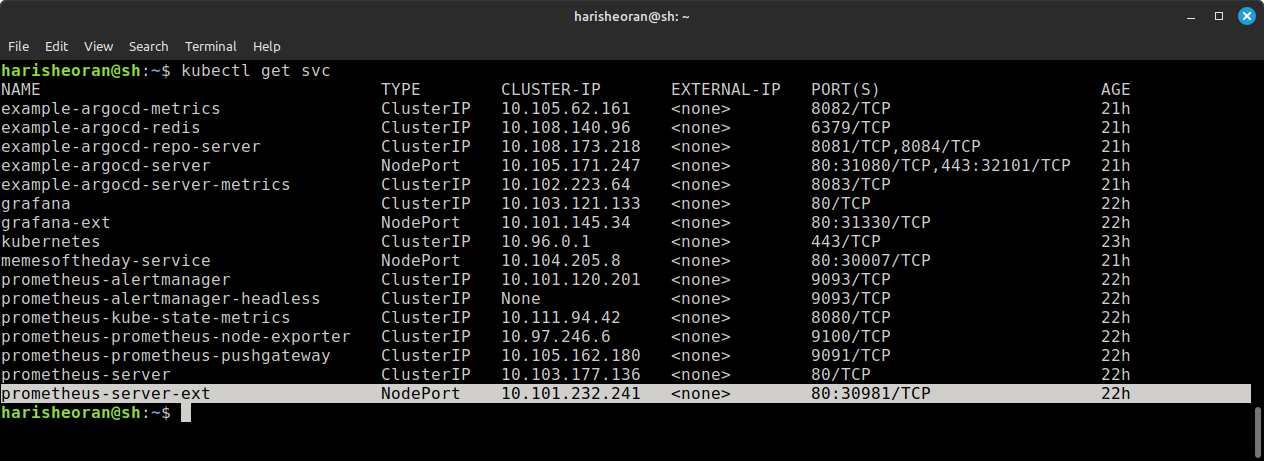 harisheoran@sh: ~
File Edit View Search Terminal Help
harisheoran@sh:~$ kubectl get svc
NAME TYPE CLUSTER-IP EXTERNAL-IP PORT(S) AGE
example-argocd-metrics ClusterIP 10.105.62.161 <none> 8082/TCP 21h
example-argocd-redis ClusterIP 10.108.140.96 <none> 6379/TCP 21h
example-argocd-repo-server ClusterIP 10.108.173.218 <none> 8081/TCP,8084/TCP 21h
example-argocd-server NodePort 10.105.171.247 <none> 80:31080/TCP,443:32101/TCP 21h
example-argocd-server-metrics ClusterIP 10.102.223.64 <none> 8083/TCP 21h
grafana ClusterIP 10.103.121.133 <none> 80/TCP 22h
grafana-ext NodePort 10.101.145.34 <none> 80:31330/TCP 22h
kubernetes ClusterIP 10.96.0.1 <none> 443/TCP 23h
memesoftheday-service NodePort 10.104.205.8 <none> 80:30007/TCP 21h
prometheus-alertmanager ClusterIP 10.101.120.201 <none> 9093/TCP 22h
prometheus-alertmanager-headless ClusterIP None <none> 9093/TCP 22h
prometheus-kube-state-metrics ClusterIP 10.111.94.42 <none> 8080/TCP 22h
prometheus-prometheus-node-exporter ClusterIP 10.97.246.6 <none> 9100/TCP 22h
prometheus-prometheus-pushgateway ClusterIP 10.105.162.180 <none> 9091/TCP 22h
prometheus-server ClusterIP 10.103.177.136 <none> 80/TCP 22h
prometheus-server-ext NodePort 10.101.232.241 <none> 80:30981/TCP 22h
harisheoran@sh:~$